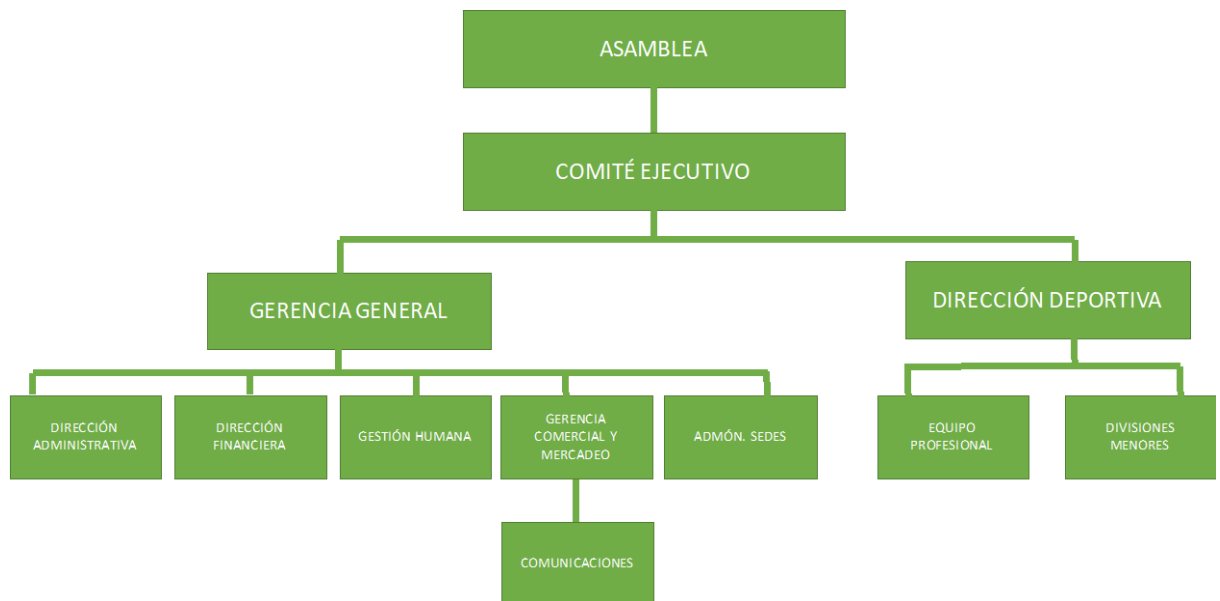 ASAMBLEA
COMITÉ EJECUTIVO
GERENCIA GENERAL
DIRECCIÓN DEPORTIVA
DIRECCIÓN
ADMINISTRATIVA
DIRECCIÓN
FINANCIERA
GESTIÓN HUMANA
GERENCIA
COMERCIAL Y
MERCADEO
ADMÓN. SEDES
EQUIPO
PROFESIONAL
DIVISIONES
MENORES
COMUNICACIONES